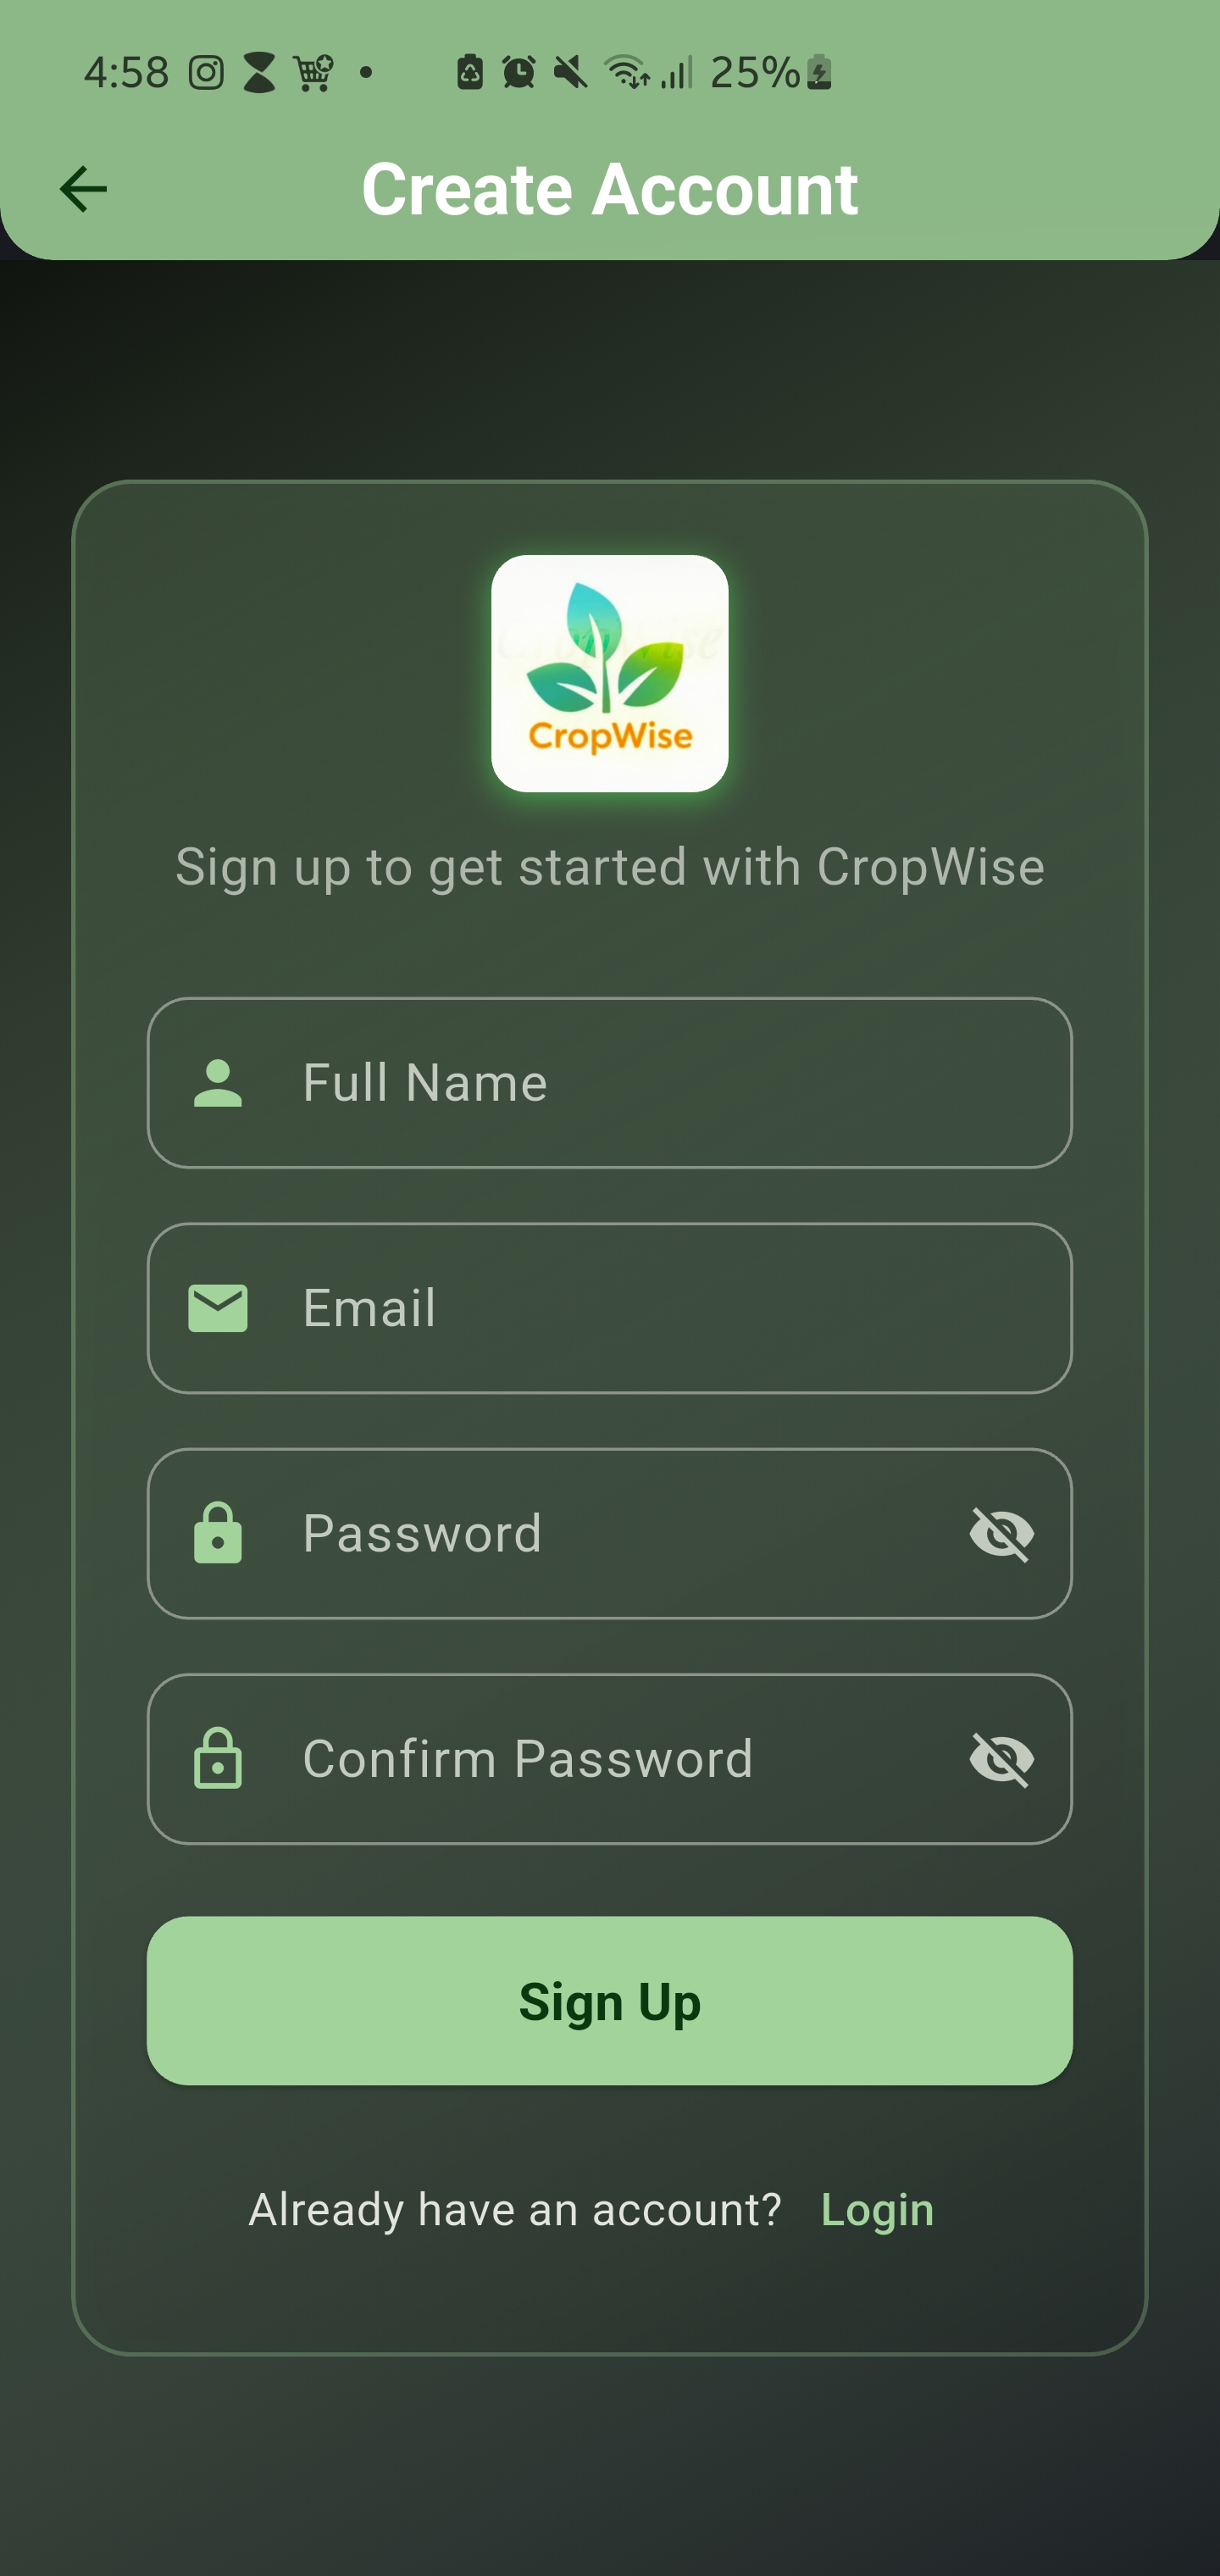 4:58 25%
Create Account
CropWise
CropWise
Sign up to get started with CropWise
Full Name
Email
Password
Confirm Password
Sign Up
Already have an account? Login